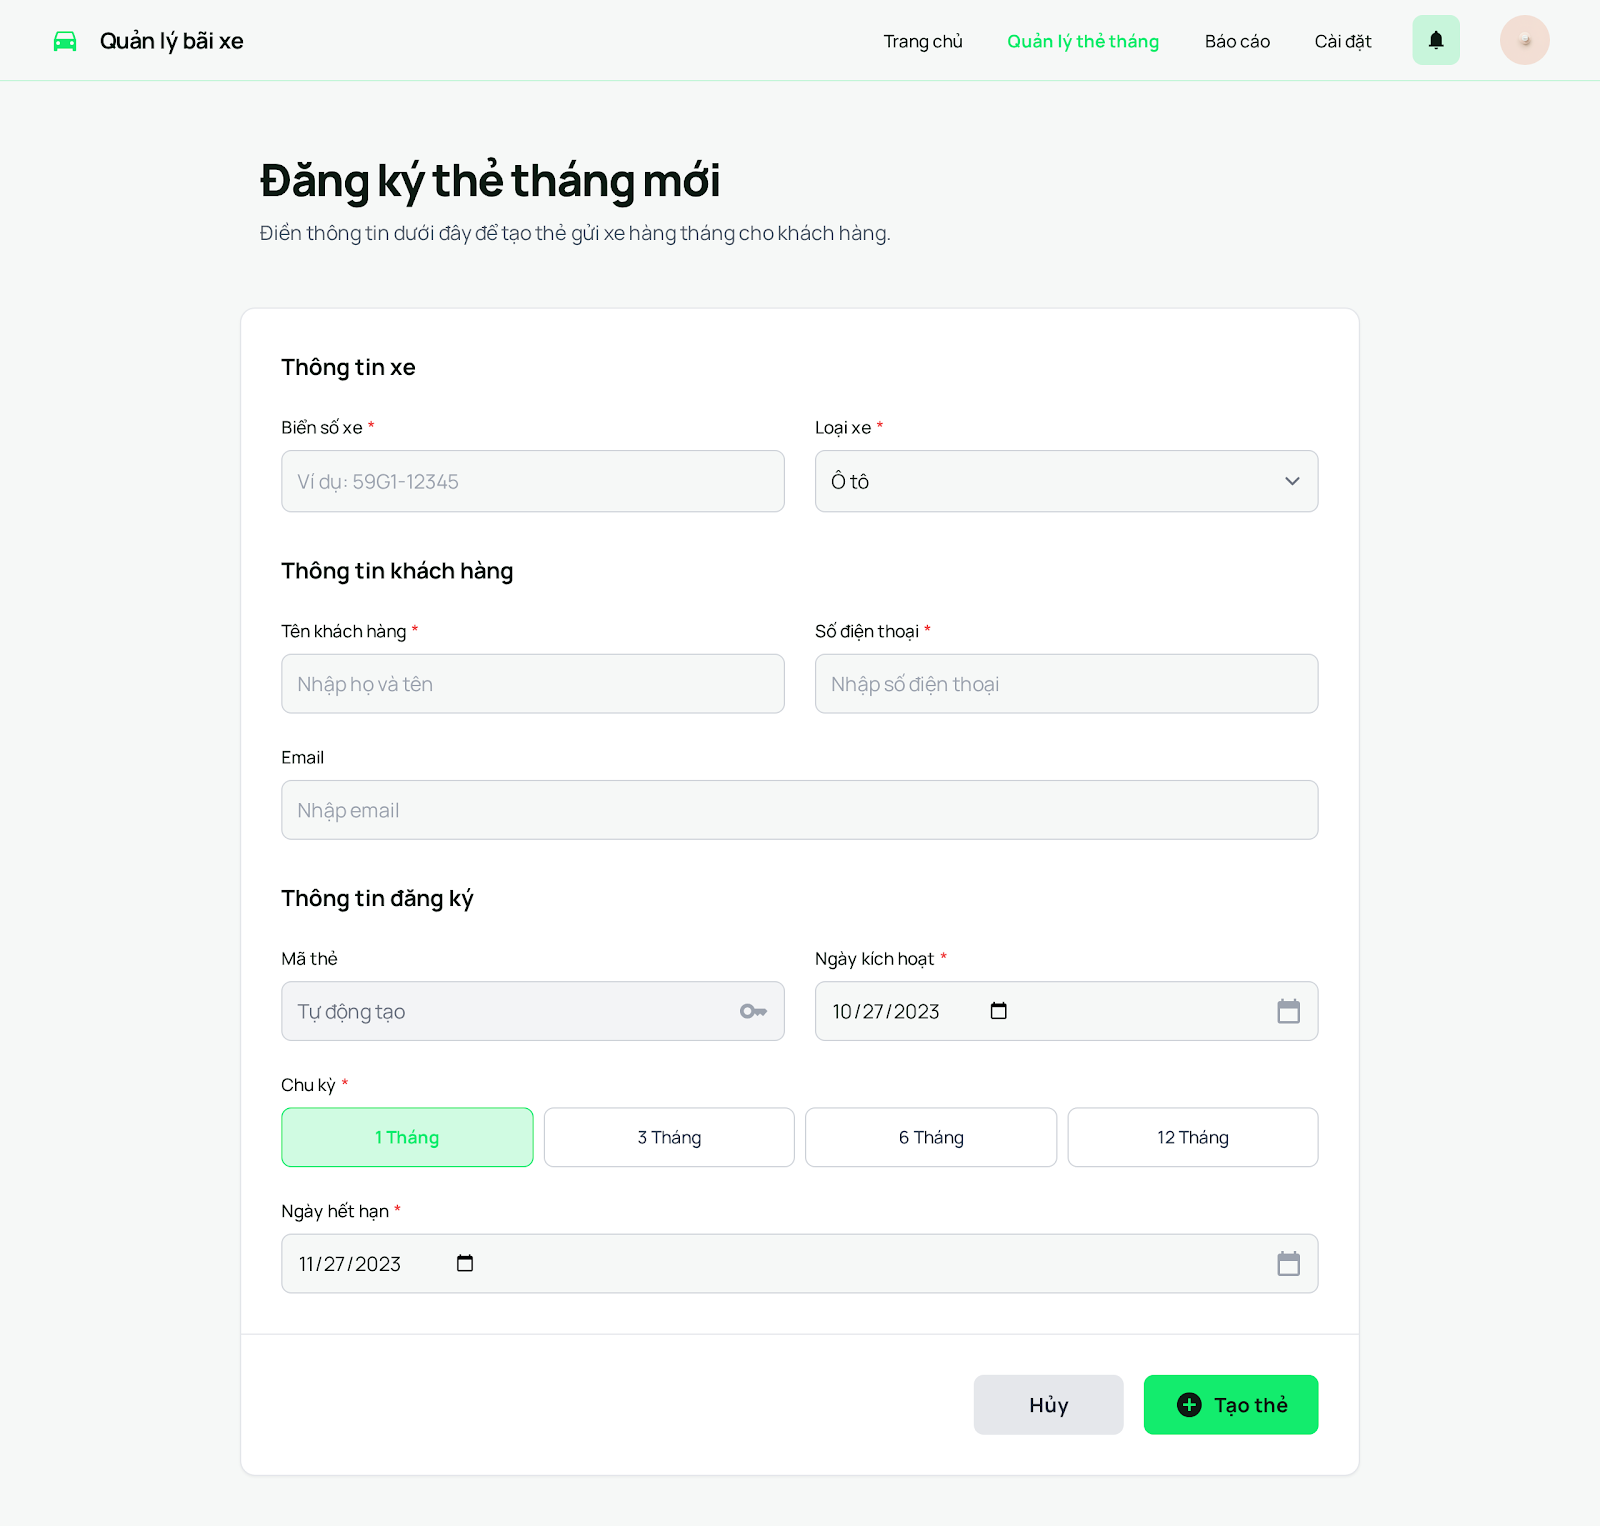 Quản lý bãi xe
Trang chủ
Quản lý thẻ tháng
Báo cáo
Cài đặt
Đăng ký thẻ tháng mới
Điền thông tin dưới đây để tạo thẻ gửi xe hàng tháng cho khách hàng.
Thông tin xe
Biển số xe *
Loại xe *
Ví dụ: 59G1-12345
Ô tô
Thông tin khách hàng
Tên khách hàng *
Số điện thoại *
Nhập họ và tên
Nhập số điện thoại
Email
Nhập email
Thông tin đăng ký
Mã thẻ
Ngày kích hoạt *
Tự động tạo
10/27/2023
Chu kỳ *
1 Tháng
3 Tháng
6 Tháng
12 Tháng
Ngày hết hạn *
11/27/2023
Hủy
Tạo thẻ